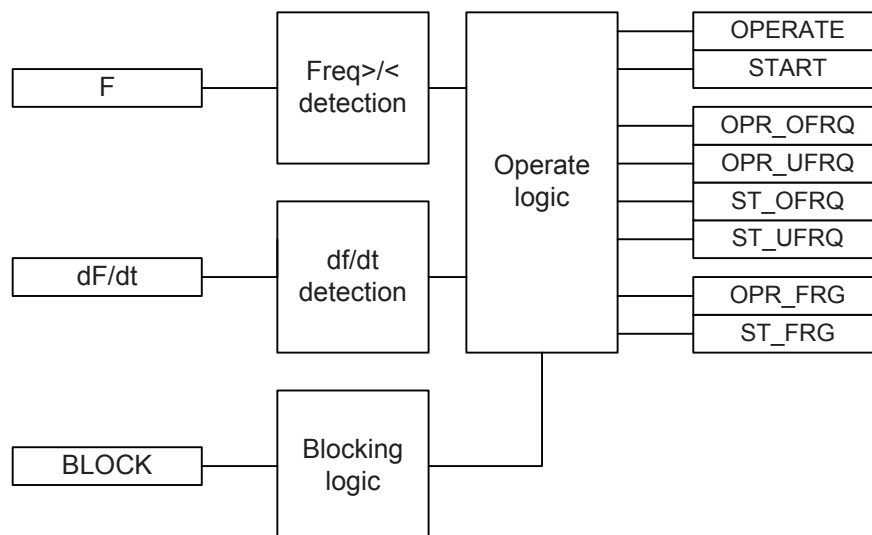 F
Freq>/<
detection
Operate
logic
OPERATE
START
OPR_OFRQ
OPR_UFRQ
ST_OFRQ
ST_UFRQ
dF/dt
df/dt
detection
OPR_FRG
ST_FRG
BLOCK
Blocking
logic